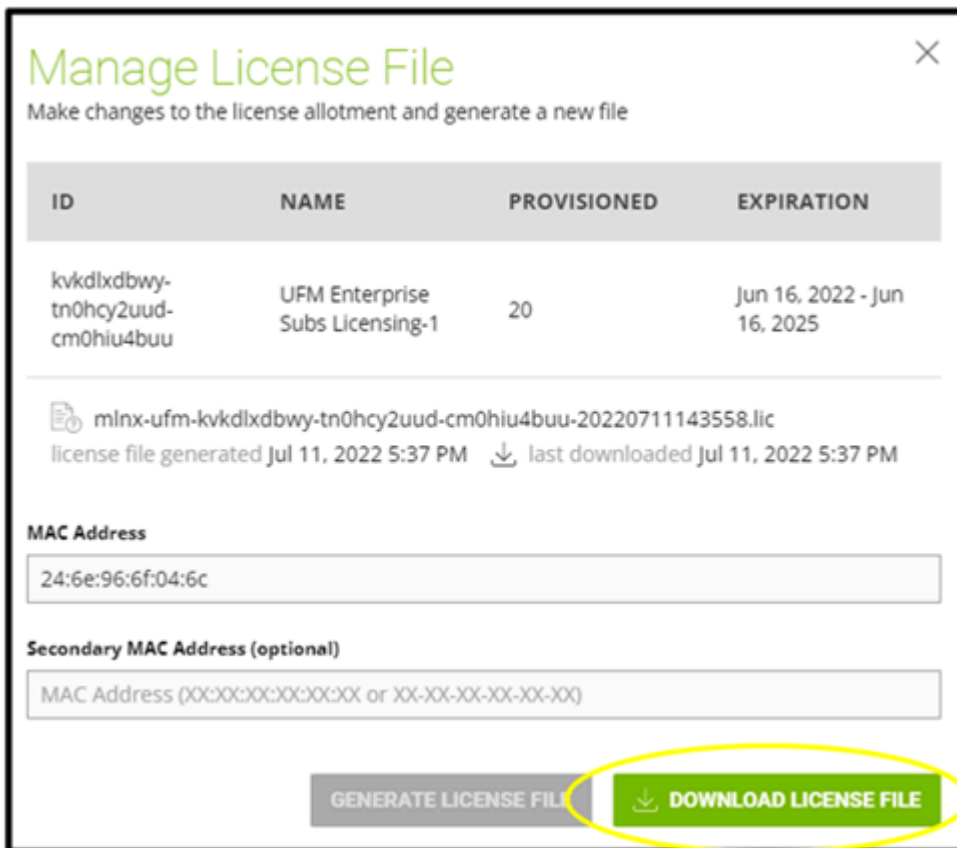 Manage License File
Make changes to the license allotment and generate a new file
ID NAME PROVISIONED EXPIRATION
kvkdlxdbwy-
tn0hcy2uud-
cm0hiu4buu
UFM Enterprise
Subs Licensing-1
20
Jun 16, 2022 - Jun
16, 2025
mlnx-ufm-kvkdlxdbwy-tn0hcy2uud-cm0hiu4buu-20220711143558.lic
license file generated Jul 11, 2022 5:37 PM last downloaded Jul 11, 2022 5:37 PM
MAC Address
24:6e:96:6f:04:6c
Secondary MAC Address (optional)
MAC Address (XX:XX:XX:XX:XX:XX or XX-XX-XX-XX-XX-XX)
GENERATE LICENSE FILE DOWNLOAD LICENSE FILE